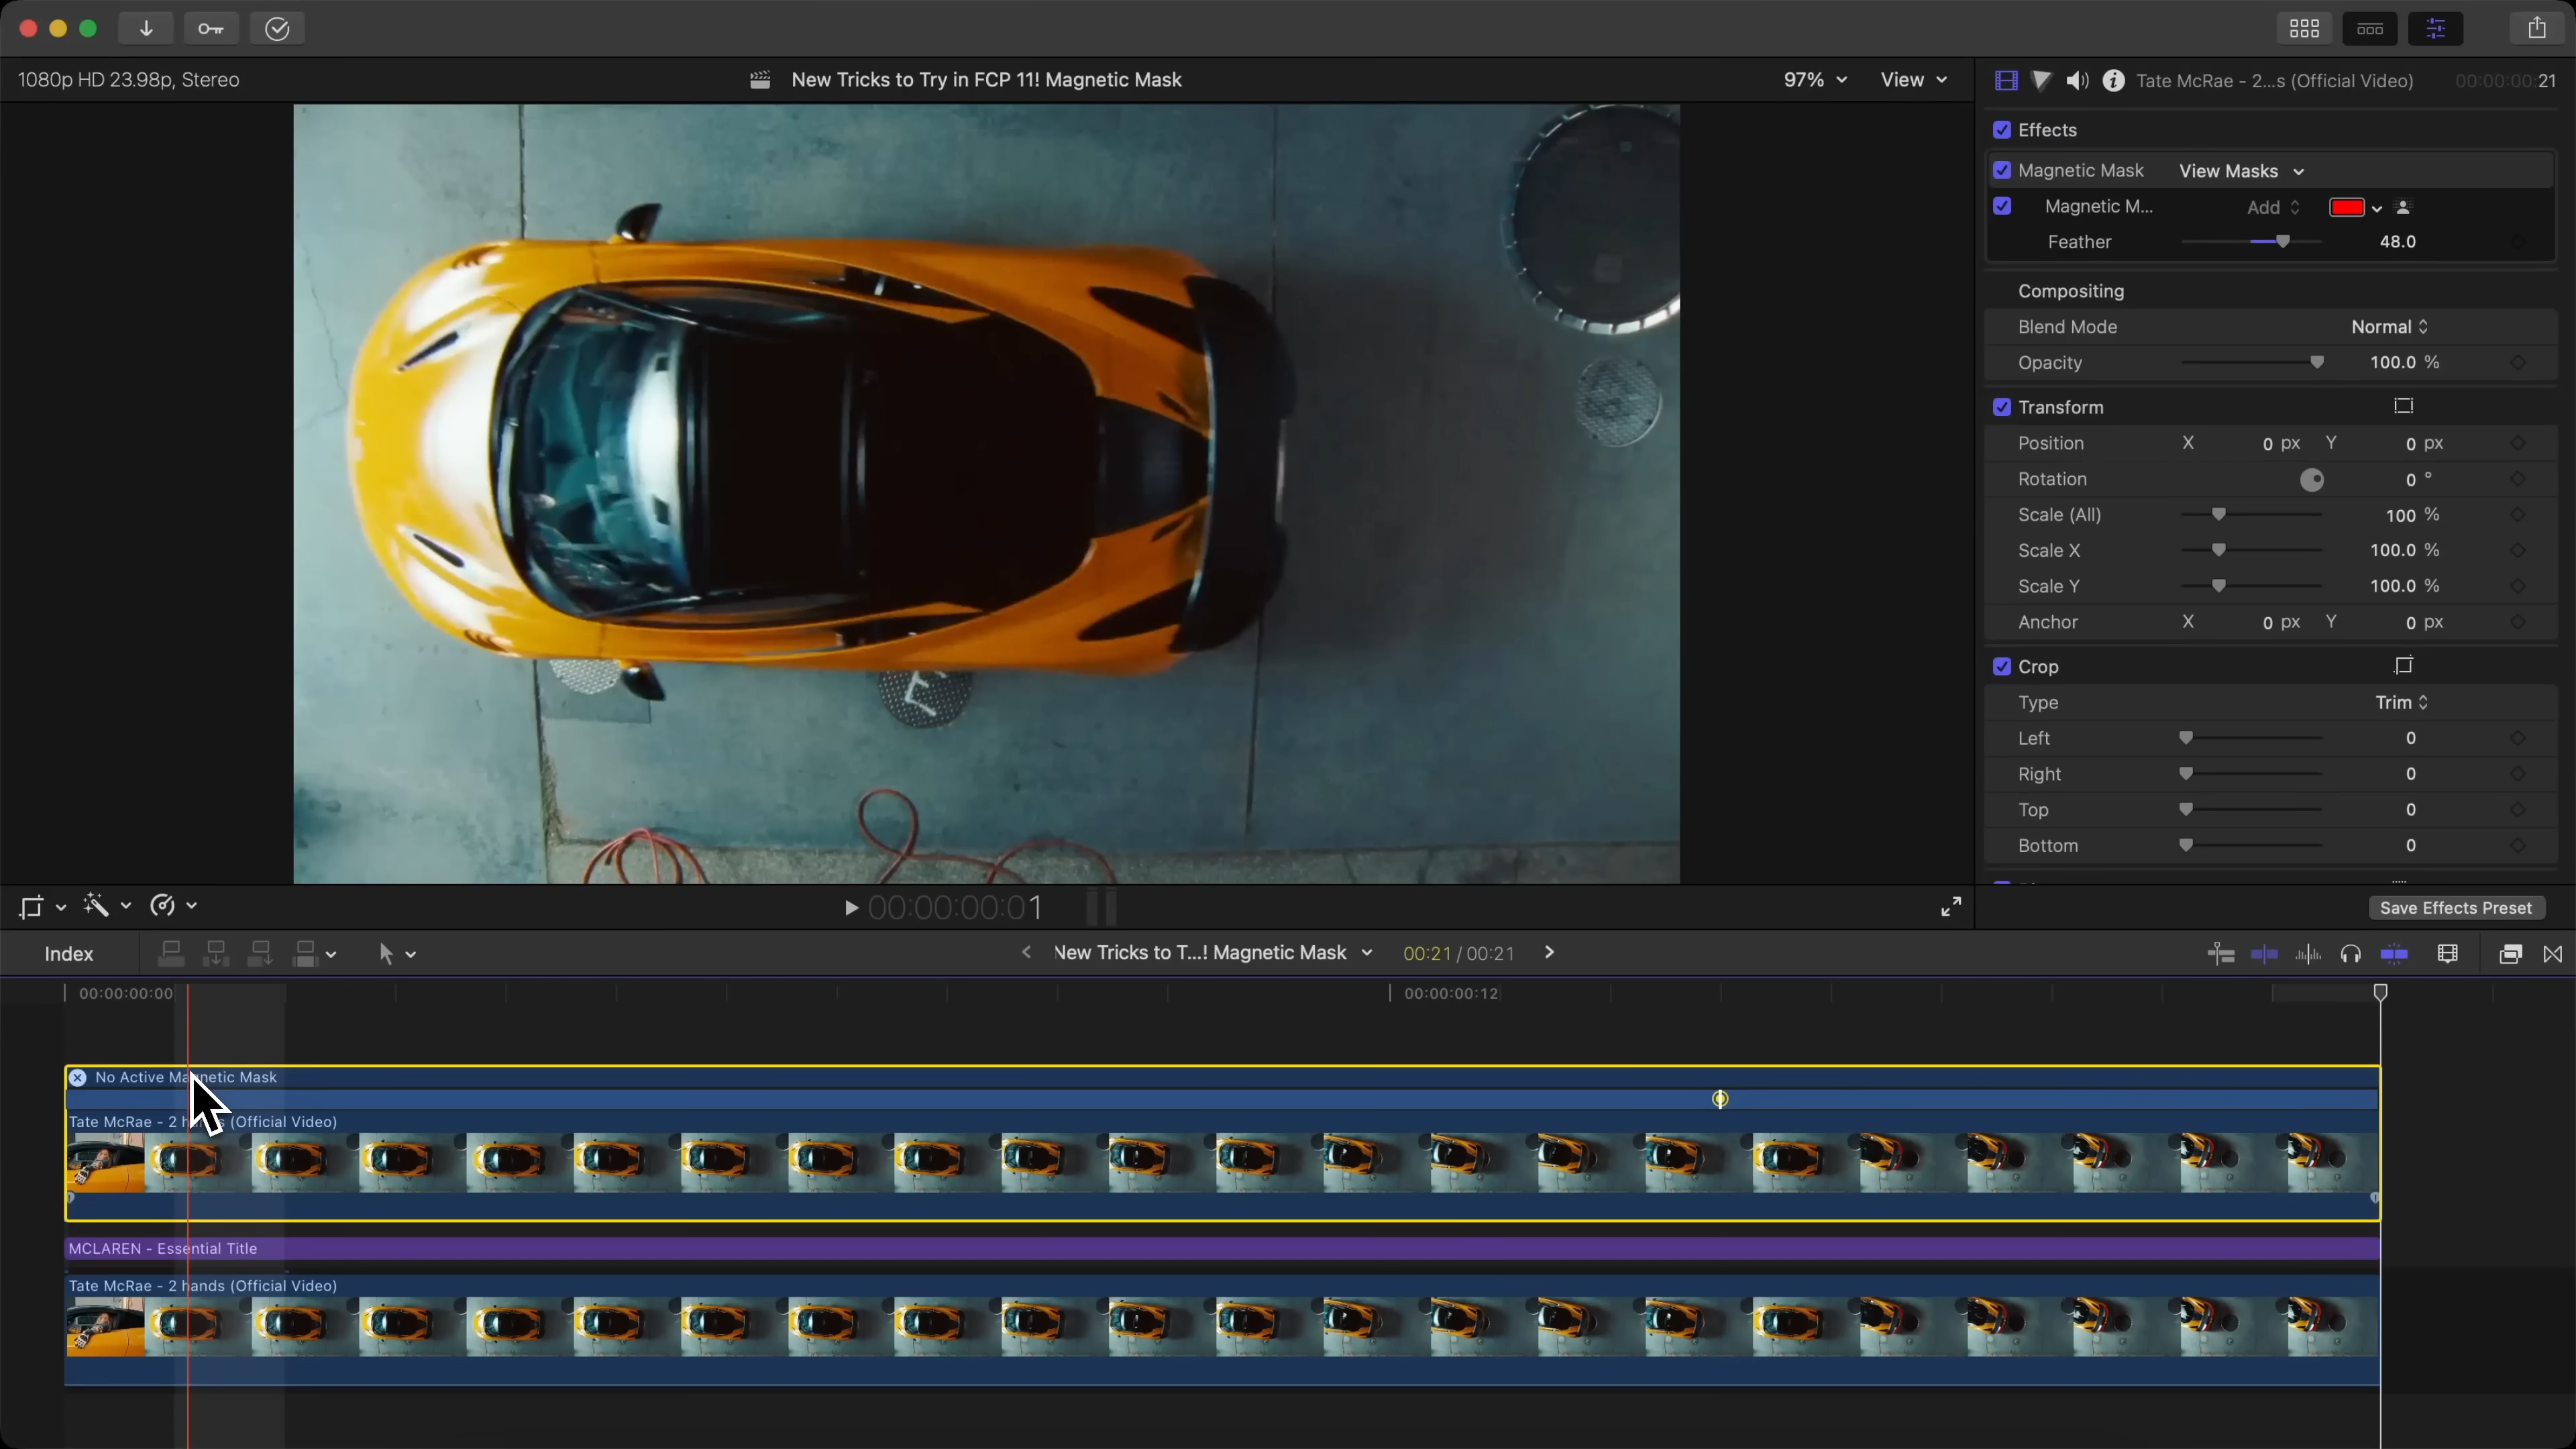 1080p HD 23.98p, Stereo
New Tricks to Try in FCP 11! Magnetic Mask
97%
View
Tate McRae - 2...s (Official Video)
00:00:00:21
Effects
Magnetic Mask View Masks
Magnetic M... Add
Feather 48.0
Compositing
Blend Mode Normal
Opacity 100.0 %
Transform
Position X 0 px Y 0 px
Rotation 0 °
Scale (All) 100 %
Scale X 100.0 %
Scale Y 100.0 %
Anchor X 0 px Y 0 px
Crop
Type Trim
Left 0
Right 0
Top 0
Bottom 0
00:00:00:01
Save Effects Preset
Index
New Tricks to T...! Magnetic Mask
00:21 / 00:21
00:00:00:00
00:00:00:12
No Active Magnetic Mask
Tate McRae - 2 hands (Official Video)
MCLAREN - Essential Title
Tate McRae - 2 hands (Official Video)